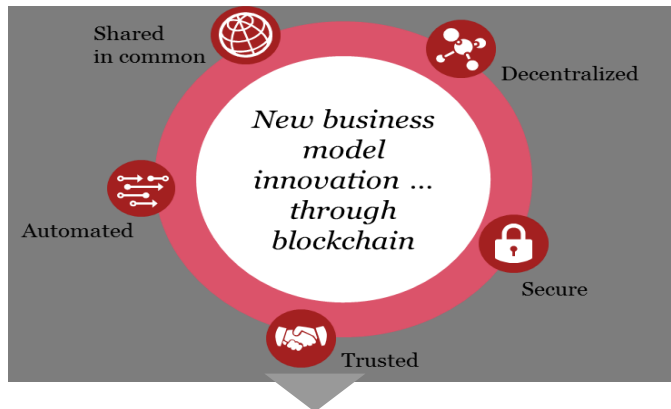 Shared
in common
Decentralized
New business
model
innovation ...
through
blockchain
Automated
Secure
Trusted